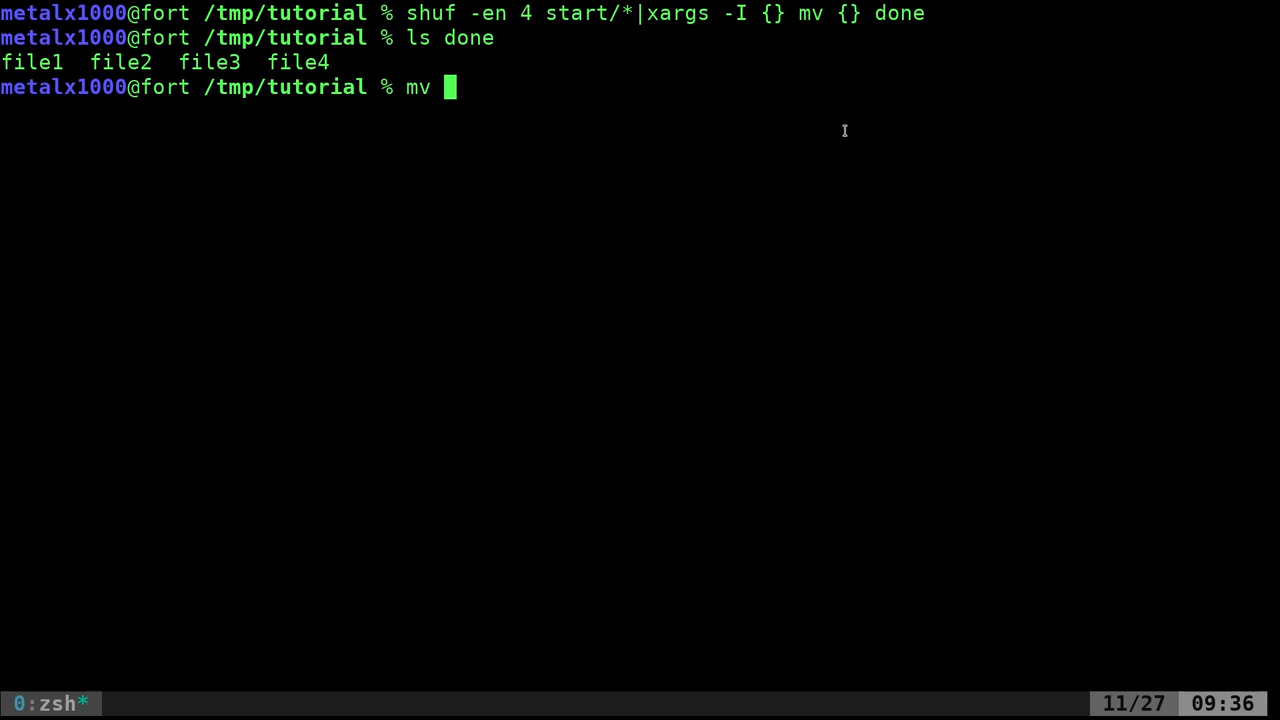 metalx1000@fort /tmp/tutorial % shuf -en 4 start/*|xargs -I {} mv {} done
metalx1000@fort /tmp/tutorial % ls done
file1  file2  file3  file4
metalx1000@fort /tmp/tutorial % mv
0:zsh* 11/27 09:36